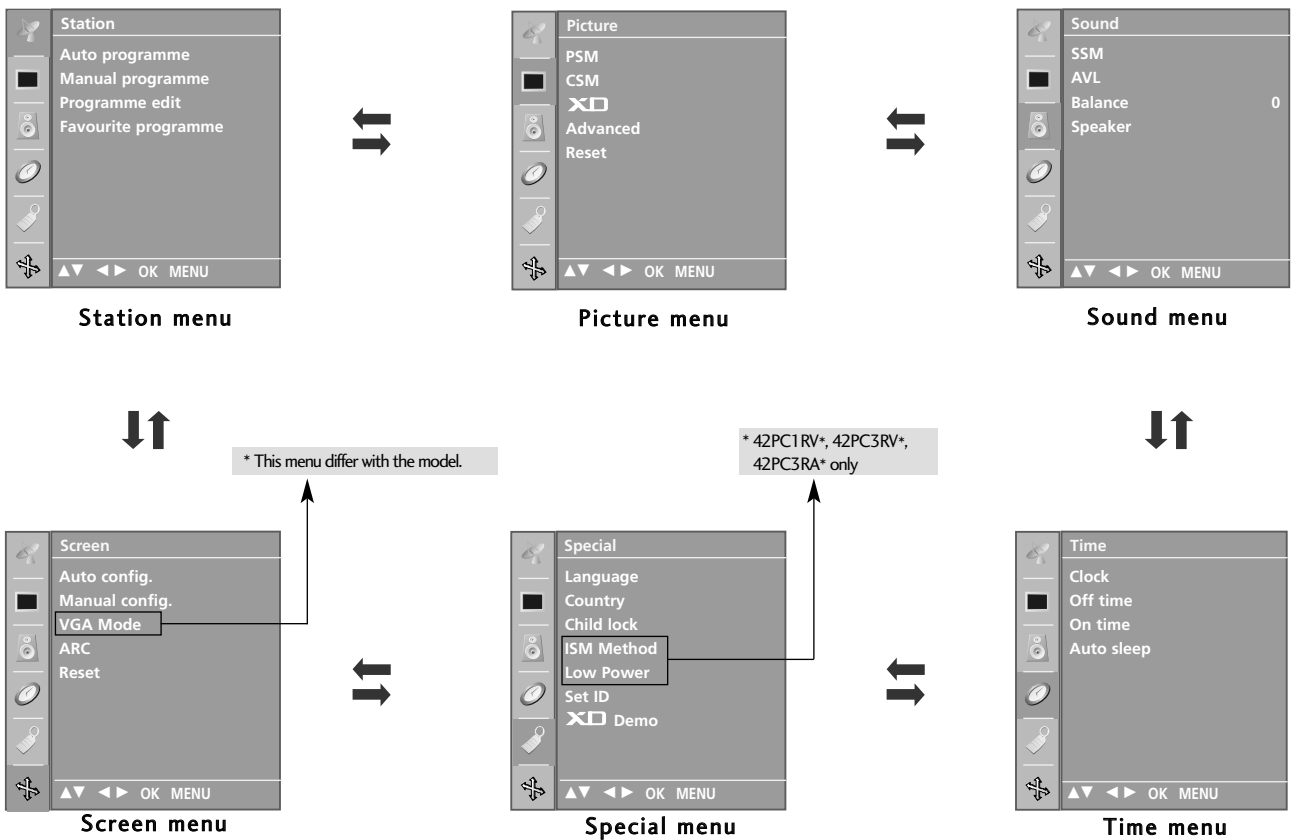 Station
Auto programme
Manual programme
Programme edit
Favourite programme
▲▼ ◄► OK MENU
Station menu
Picture
PSM
CSM
XD
Advanced
Reset
▲▼ ◄► OK MENU
Picture menu
Sound
SSM
AVL
Balance 0
Speaker
▲▼ ◄► OK MENU
Sound menu
* This menu differ with the model.
* 42PC1RV*, 42PC3RV*,
42PC3RA* only
Screen
Auto config.
Manual config.
VGA Mode
ARC
Reset
▲▼ ◄► OK MENU
Screen menu
Special
Language
Country
Child lock
ISM Method
Low Power
Set ID
XD Demo
▲▼ ◄► OK MENU
Special menu
Time
Clock
Off time
On time
Auto sleep
▲▼ ◄► OK MENU
Time menu